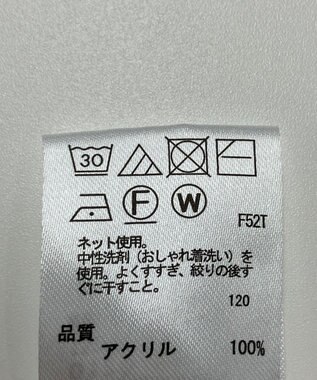 30
F W
F52T
ネット使用。
中性洗剤（おしゃれ着洗い）を
使用。よくすすぎ、絞りの後す
ぐに干すこと。
120
品質
アクリル 100%